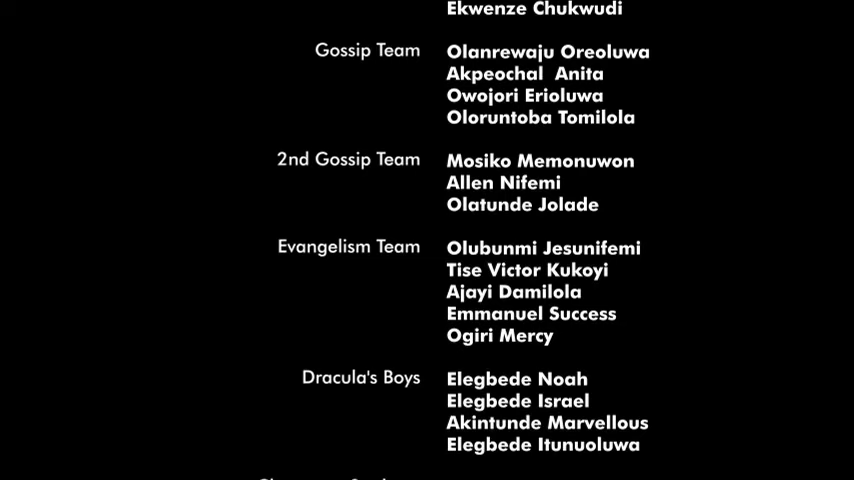 Ekwenze Chukwudi
Gossip Team Olanrewaju Oreoluwa
Akpeochal Anita
Owojori Erioluwa
Oloruntoba Tomilola
2nd Gossip Team Mosiko Memonuwon
Allen Nifemi
Olatunde Jolade
Evangelism Team Olubunmi Jesunifemi
Tise Victor Kukoyi
Ajayi Damilola
Emmanuel Success
Ogiri Mercy
Dracula's Boys Elegbede Noah
Elegbede Israel
Akintunde Marvellous
Elegbede Itunuoluwa